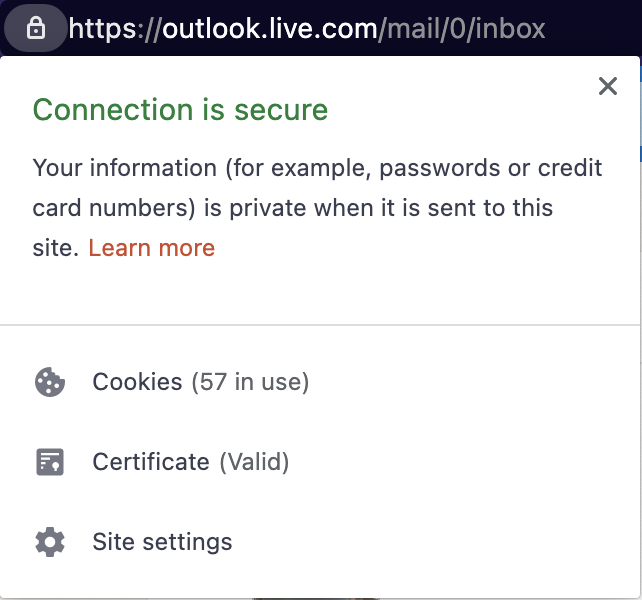 https://outlook.live.com/mail/0/inbox
Connection is secure
Your information (for example, passwords or credit
card numbers) is private when it is sent to this
site. Learn more
Cookies (57 in use)
Certificate (Valid)
Site settings